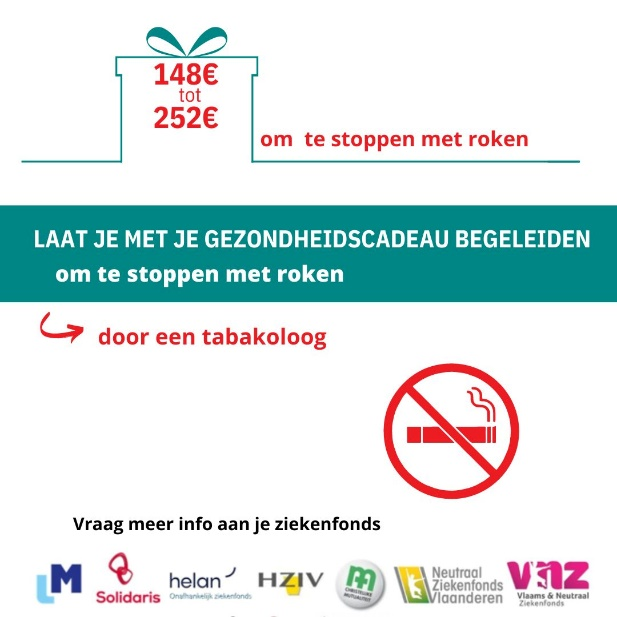 148€
tot
252€
om te stoppen met roken
LAAT JE MET JE GEZONDHEIDSCADEAU BEGELEIDEN
om te stoppen met roken
door een tabakoloog
Vraag meer info aan je ziekenfonds
LM
Solidaris
helan
Onafhankelijk ziekenfonds
HZIV
CHRISTELIJKE
MUTUALITEIT
Neutraal
Ziekenfonds
Vlaanderen
vnz
Vlaams & Neutraal
Ziekenfonds